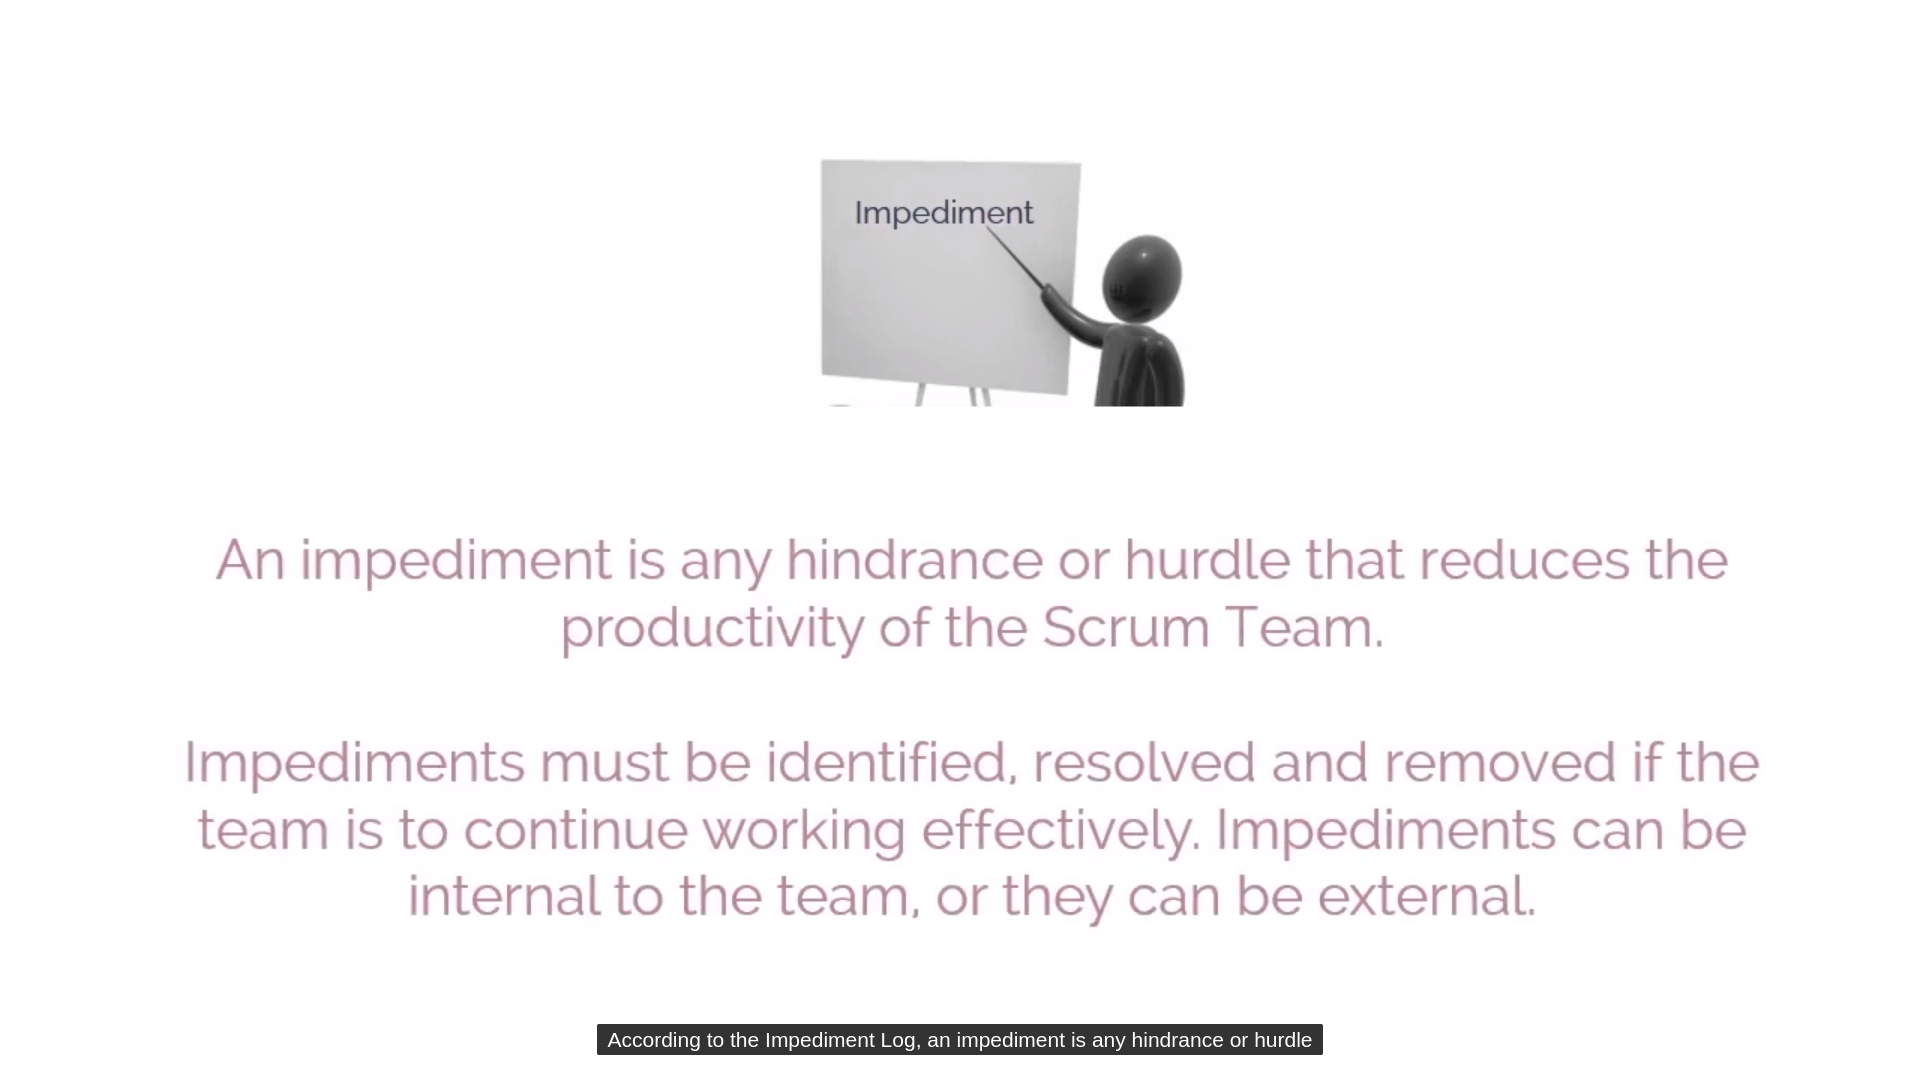 Impediment
An impediment is any hindrance or hurdle that reduces the
productivity of the Scrum Team.
Impediments must be identified, resolved and removed if the
team is to continue working effectively. Impediments can be
internal to the team, or they can be external.
According to the Impediment Log, an impediment is any hindrance or hurdle